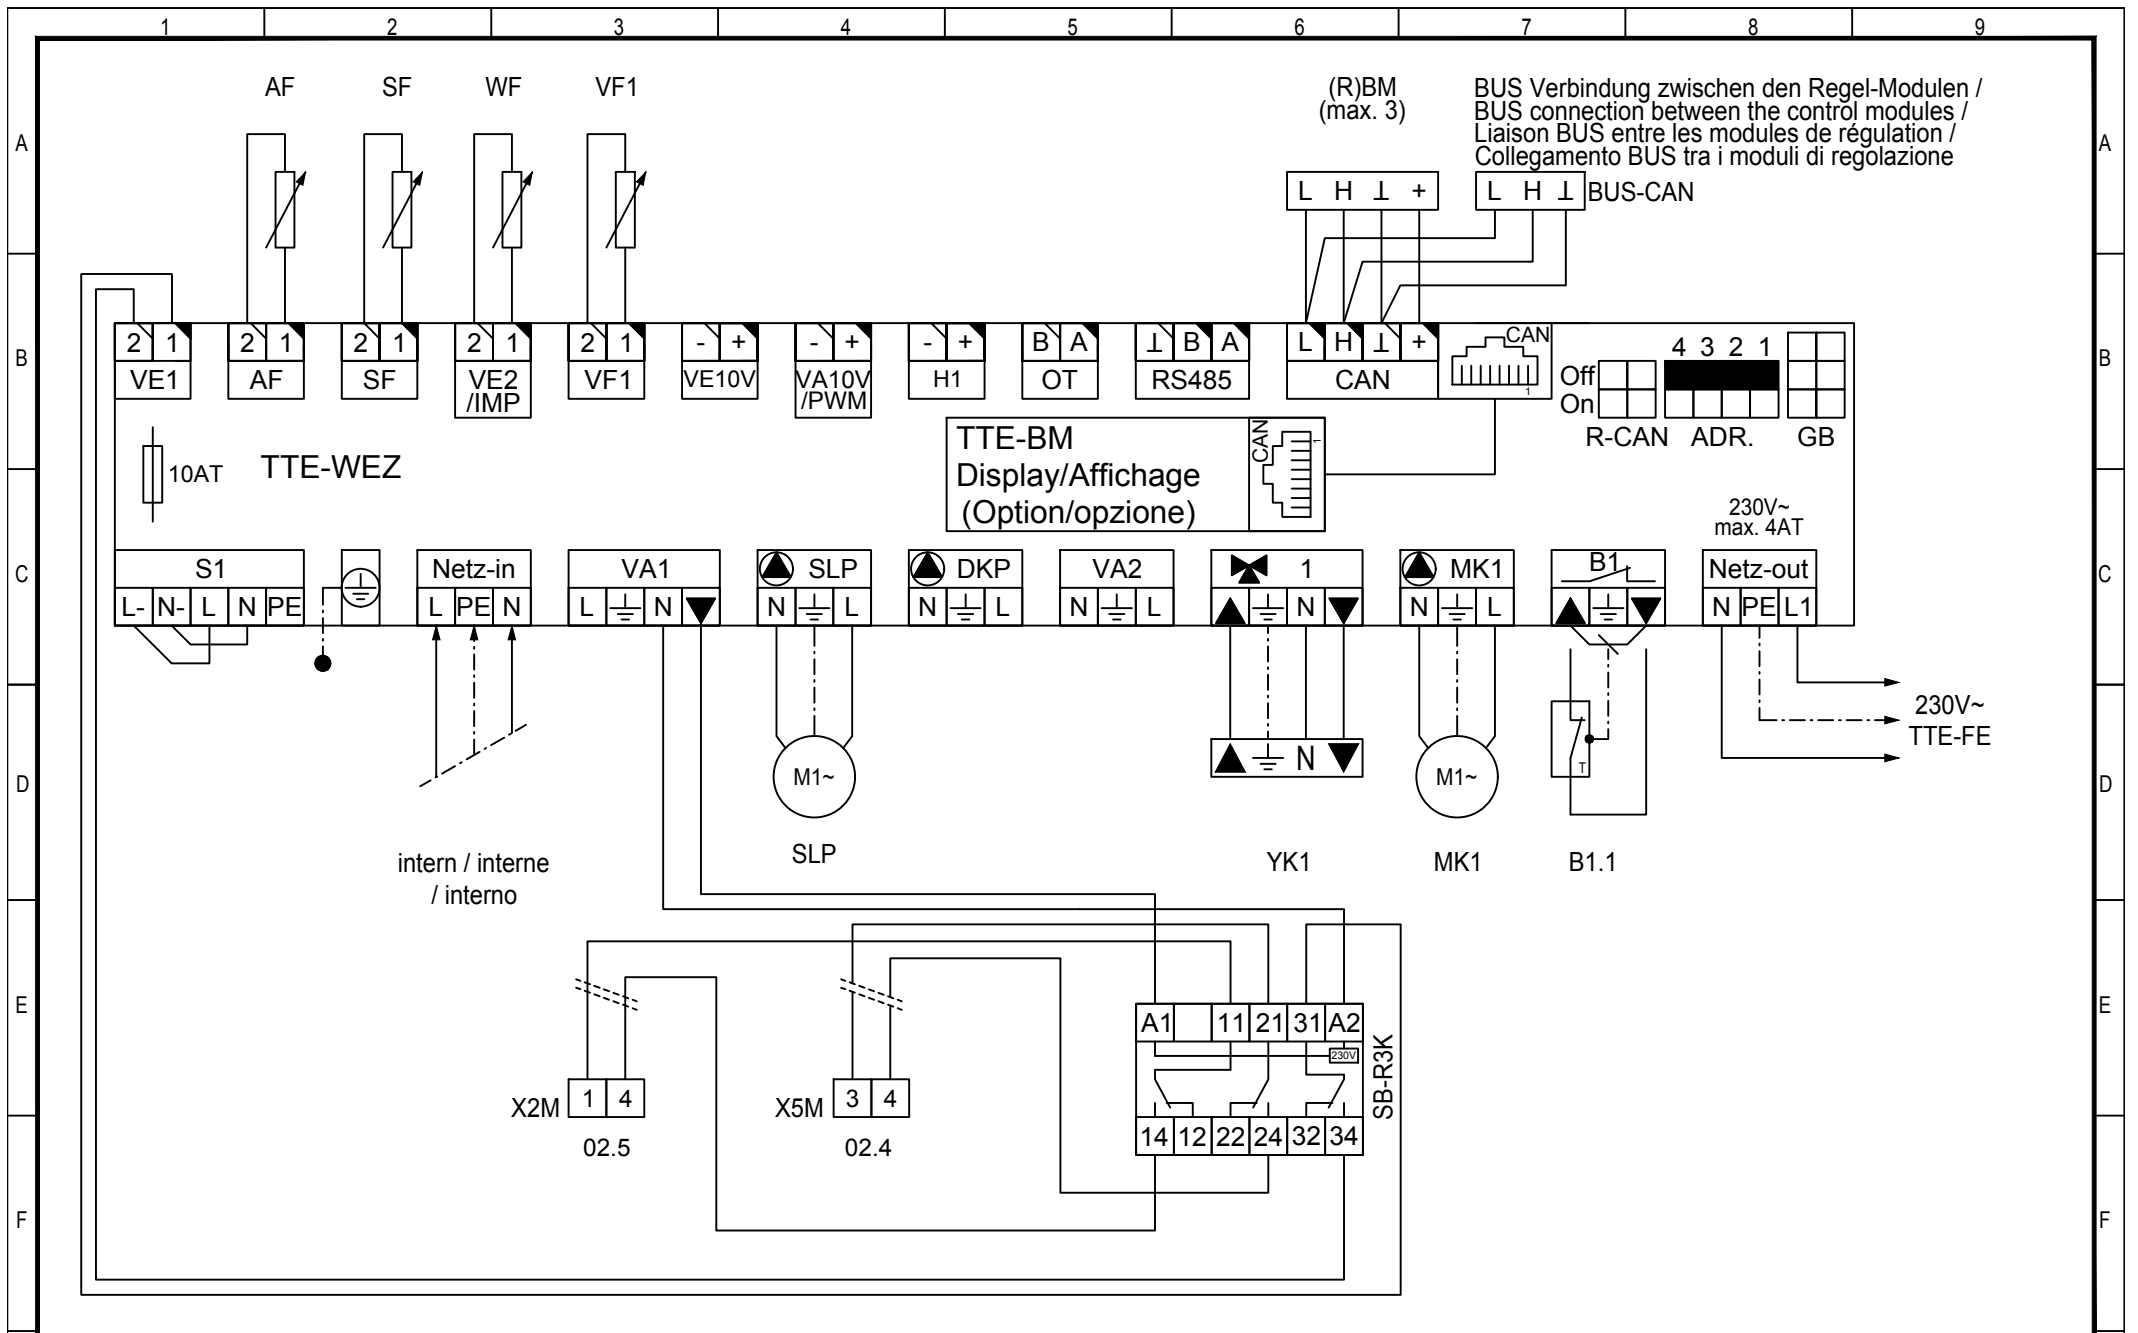 1 2 3 4 5 6 7 8 9
AF SF WF VF1 (R)BM
(max. 3)
BUS Verbindung zwischen den Regel-Modulen /
BUS connection between the control modules /
Liaison BUS entre les modules de régulation /
Collegamento BUS tra i moduli di regolazione
A A
L H ⊥ + L H ⊥ BUS-CAN
B B
2 1 2 1 2 1 2 1 2 1 - + - + - + B A ⊥ B A L H ⊥ + CAN 1
VE1 AF SF VE2 VF1 VE10V VA10V H1 OT RS485 CAN
/IMP /PWM
4 3 2 1
Off
On
R-CAN ADR. GB
10AT TTE-WEZ
TTE-BM
Display/Affichage
(Option/opzione)
CAN 1
230V~
max. 4AT
C C
S1 Netz-in VA1 SLP DKP VA2 1 MK1 B1 Netz-out
L- N- L N PE L PE N L N N L N L N L N N L N PE L1
230V~
TTE-FE
D D
M1~ N M1~ T
intern / interne
/ interno
SLP YK1 MK1 B1.1
E E
A1 11 21 31 A2
230V
SB-R3K
X2M 1 4 X5M 3 4
14 12 22 24 32 34
02.5 02.4
F F